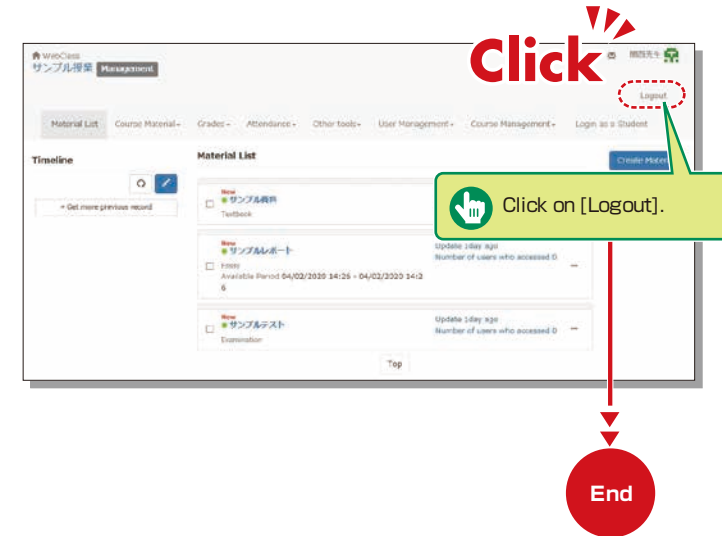 Click
WebClass
サンプル授業 Management
Logout
Material List Course Material Grades Attendance Other tools User Management Course Management Login as a Student
Timeline
Material List
Create Mater
+ Get more previous record
New
サンプル資料
Textbook
Click on [Logout].
New
サンプルレポート
Essay
Available Period 04/02/2020 14:26 - 04/02/2020 14:2
6
Update 1day ago
Number of users who accessed 0
New
サンプルテスト
Examination
Update 1day ago
Number of users who accessed 0
Top
End